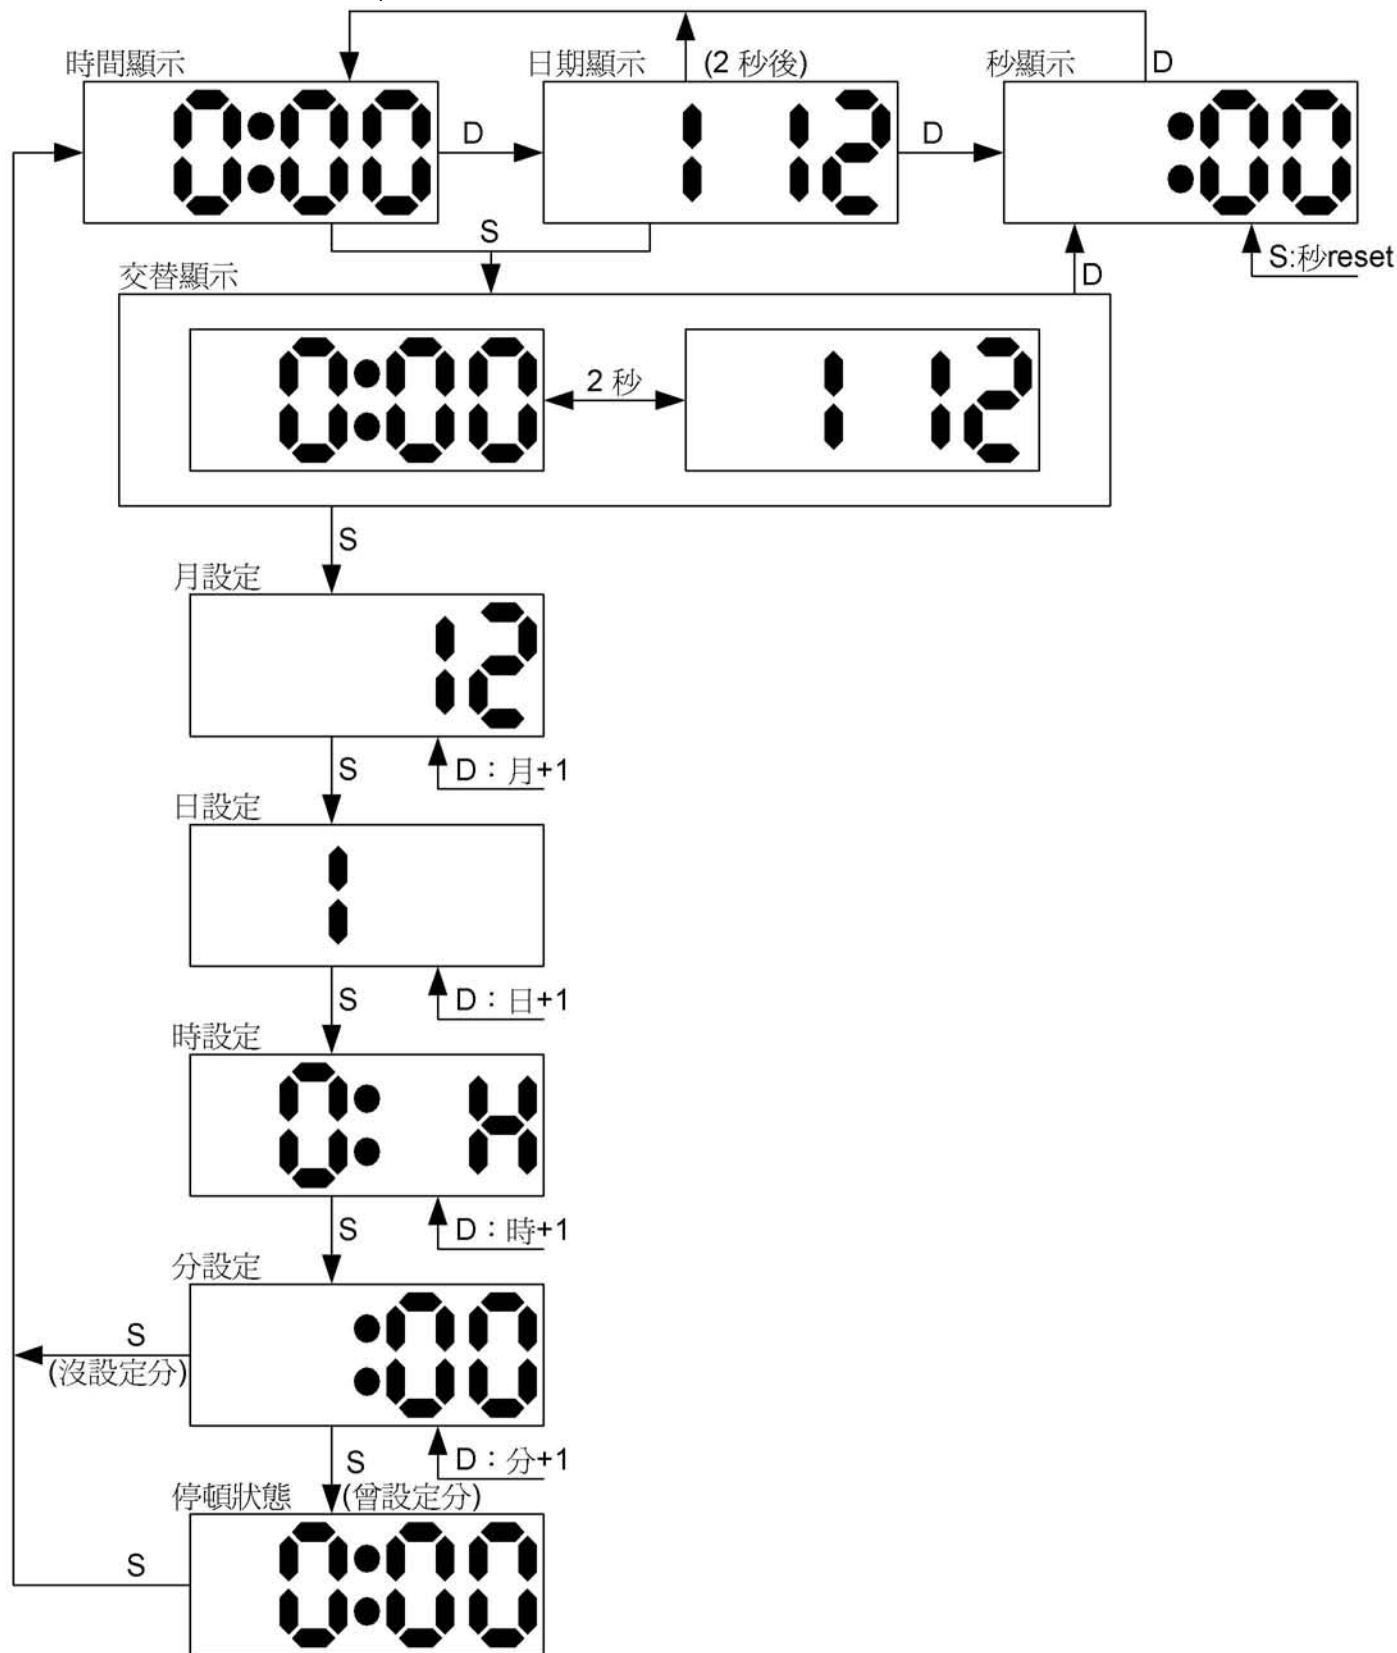 時間顯示
日期顯示
(2 秒後)
秒顯示
D
0:00
D
1 12
D
:00
S
S:秒reset
交替顯示
D
0:00
2 秒
1 12
S
月設定
12
S
D：月+1
日設定
1
S
D：日+1
時設定
0: H
S
D：時+1
分設定
:00
S
(沒設定分)
S
D：分+1
(曾設定分)
停頓狀態
0:00
S